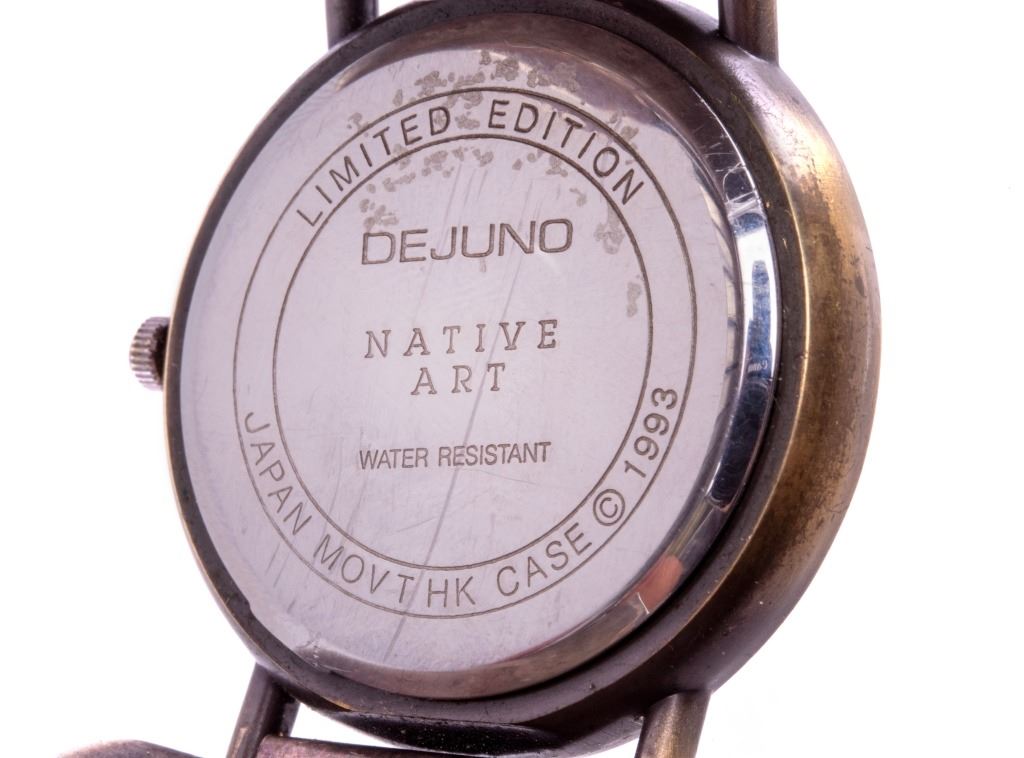 LIMITED EDITION
DEJUNO
NATIVE
ART
WATER RESISTANT
JAPAN MOVT HK CASE © 1993